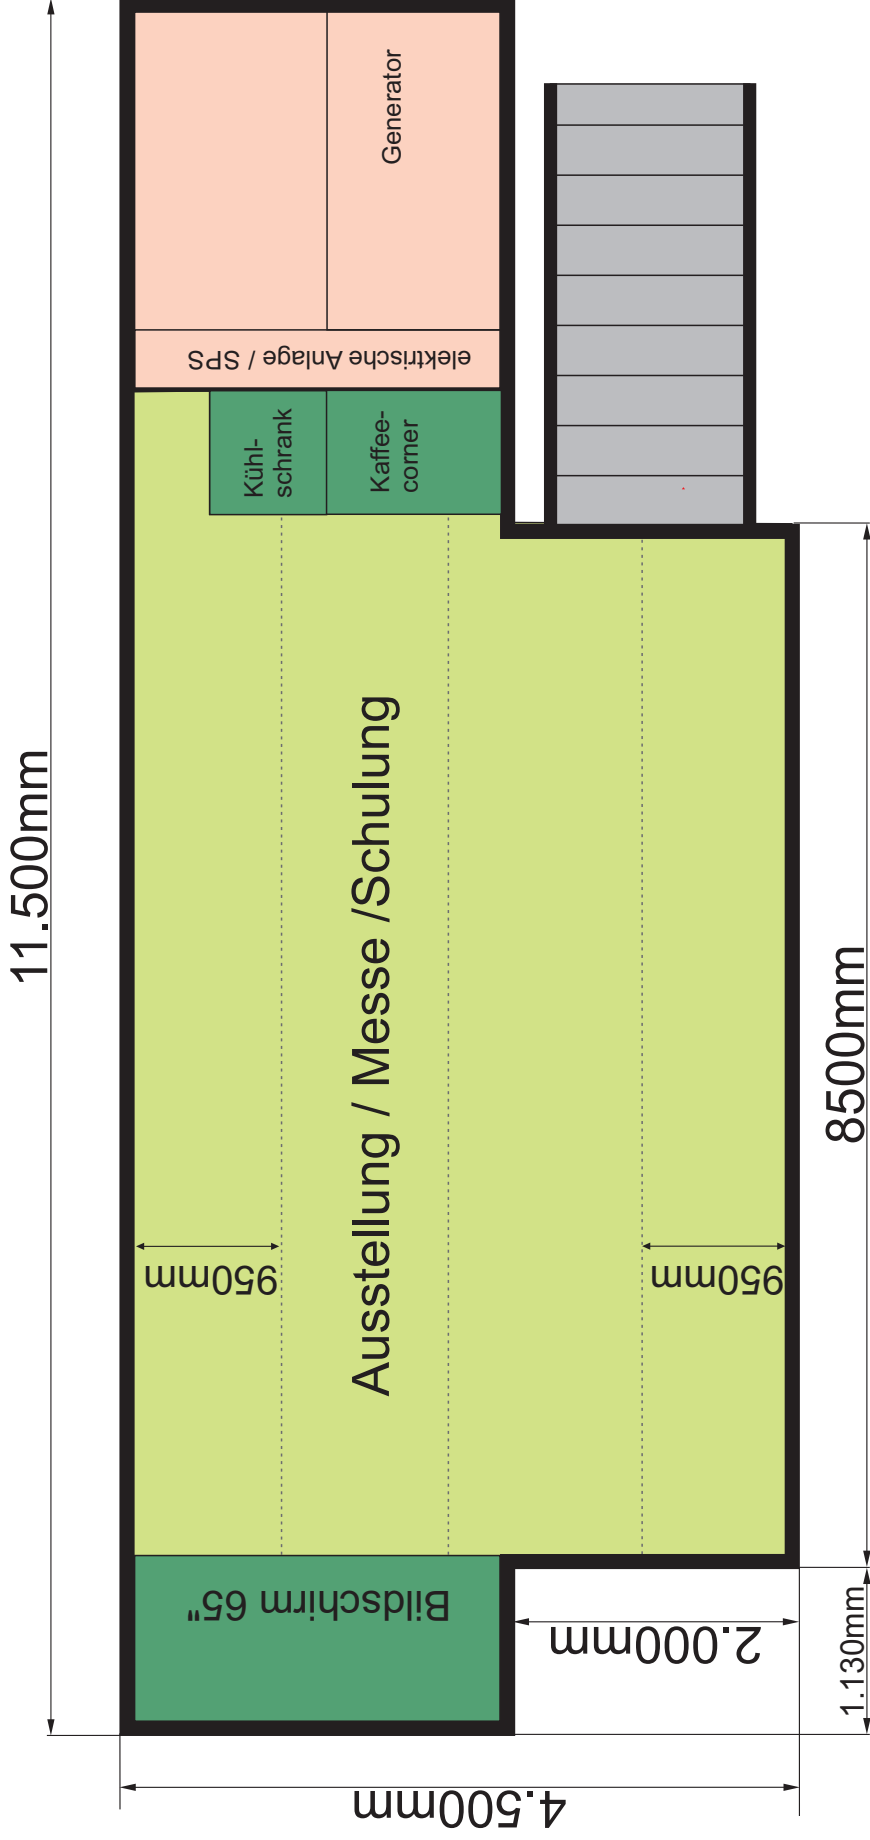 Generator
elektrische Anlage / SPS
Kühl-
schrank
Kaffee-
corner
11.500mm
Ausstellung / Messe /Schulung
8500mm
950mm
950mm
Bildschirm 65"
2.000mm
1.130mm
4.500mm